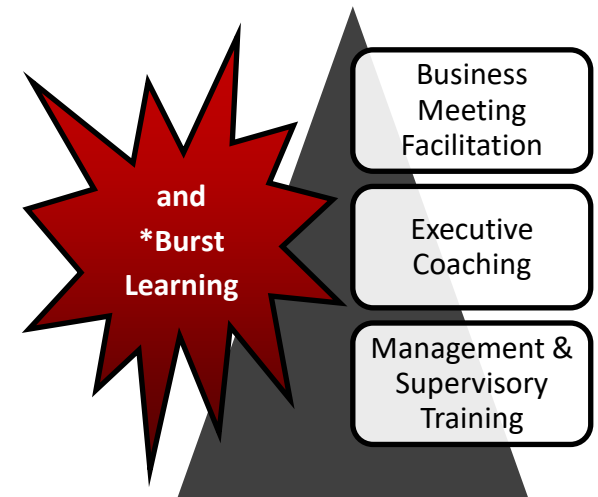 and
*Burst
Learning
Business
Meeting
Facilitation
Executive
Coaching
Management &
Supervisory
Training